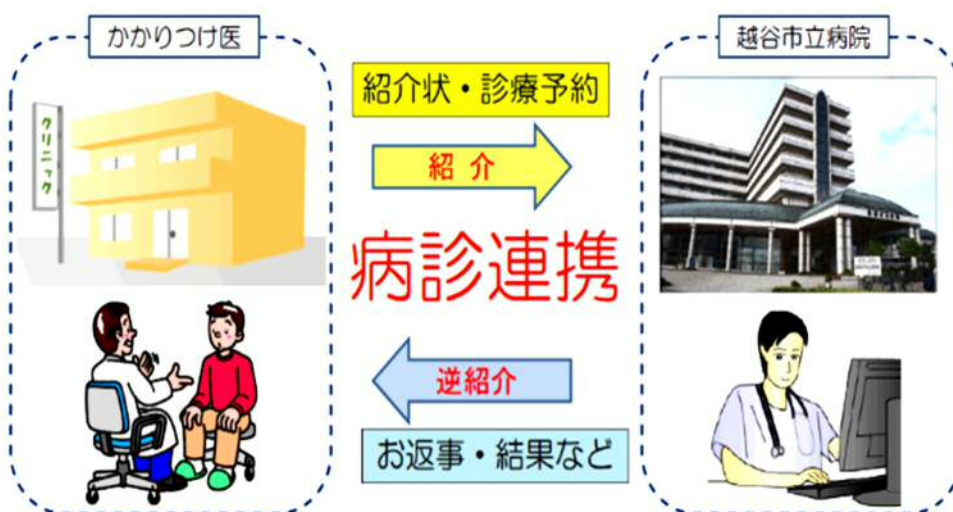 かかりつけ医
越谷市立病院
クリニック
紹介状・診療予約
紹 介
病診連携
逆紹介
お返事・結果など